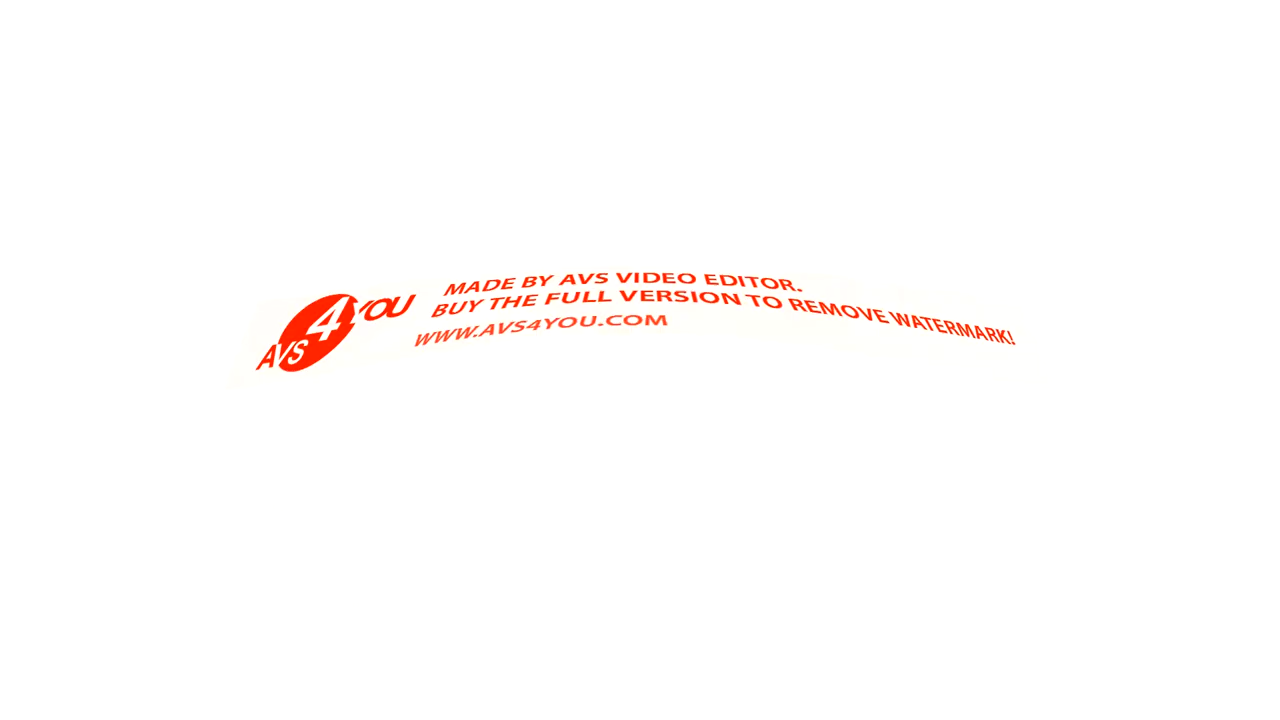 AVS4YOU
MADE BY AVS VIDEO EDITOR.
BUY THE FULL VERSION TO REMOVE WATERMARK!
WWW.AVS4YOU.COM